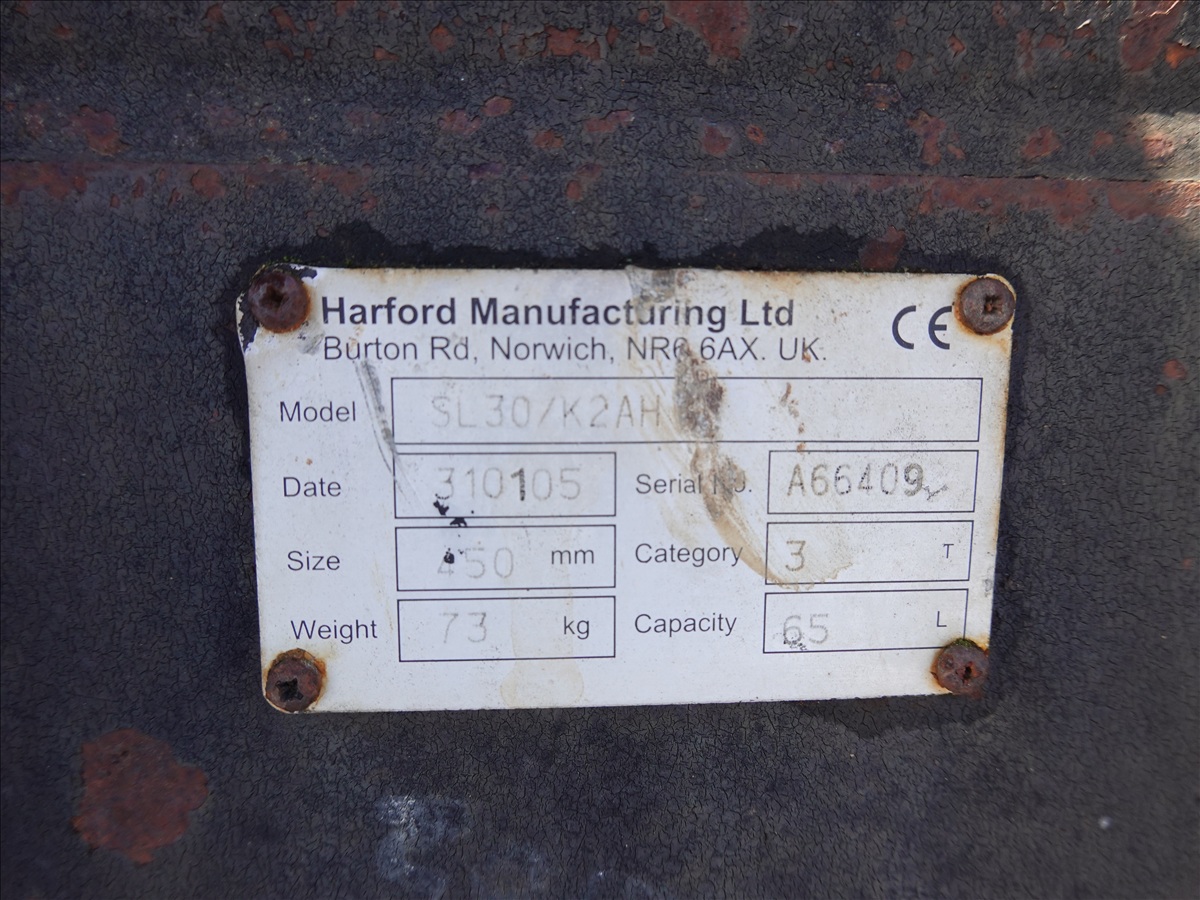 Harford Manufacturing Ltd CE
Burton Rd, Norwich, NR6 6AX. UK.
Model SL30/K2AH
Date 310105 Serial No. A66409
Size 450 mm Category 3 T
Weight 73 kg Capacity 65 L